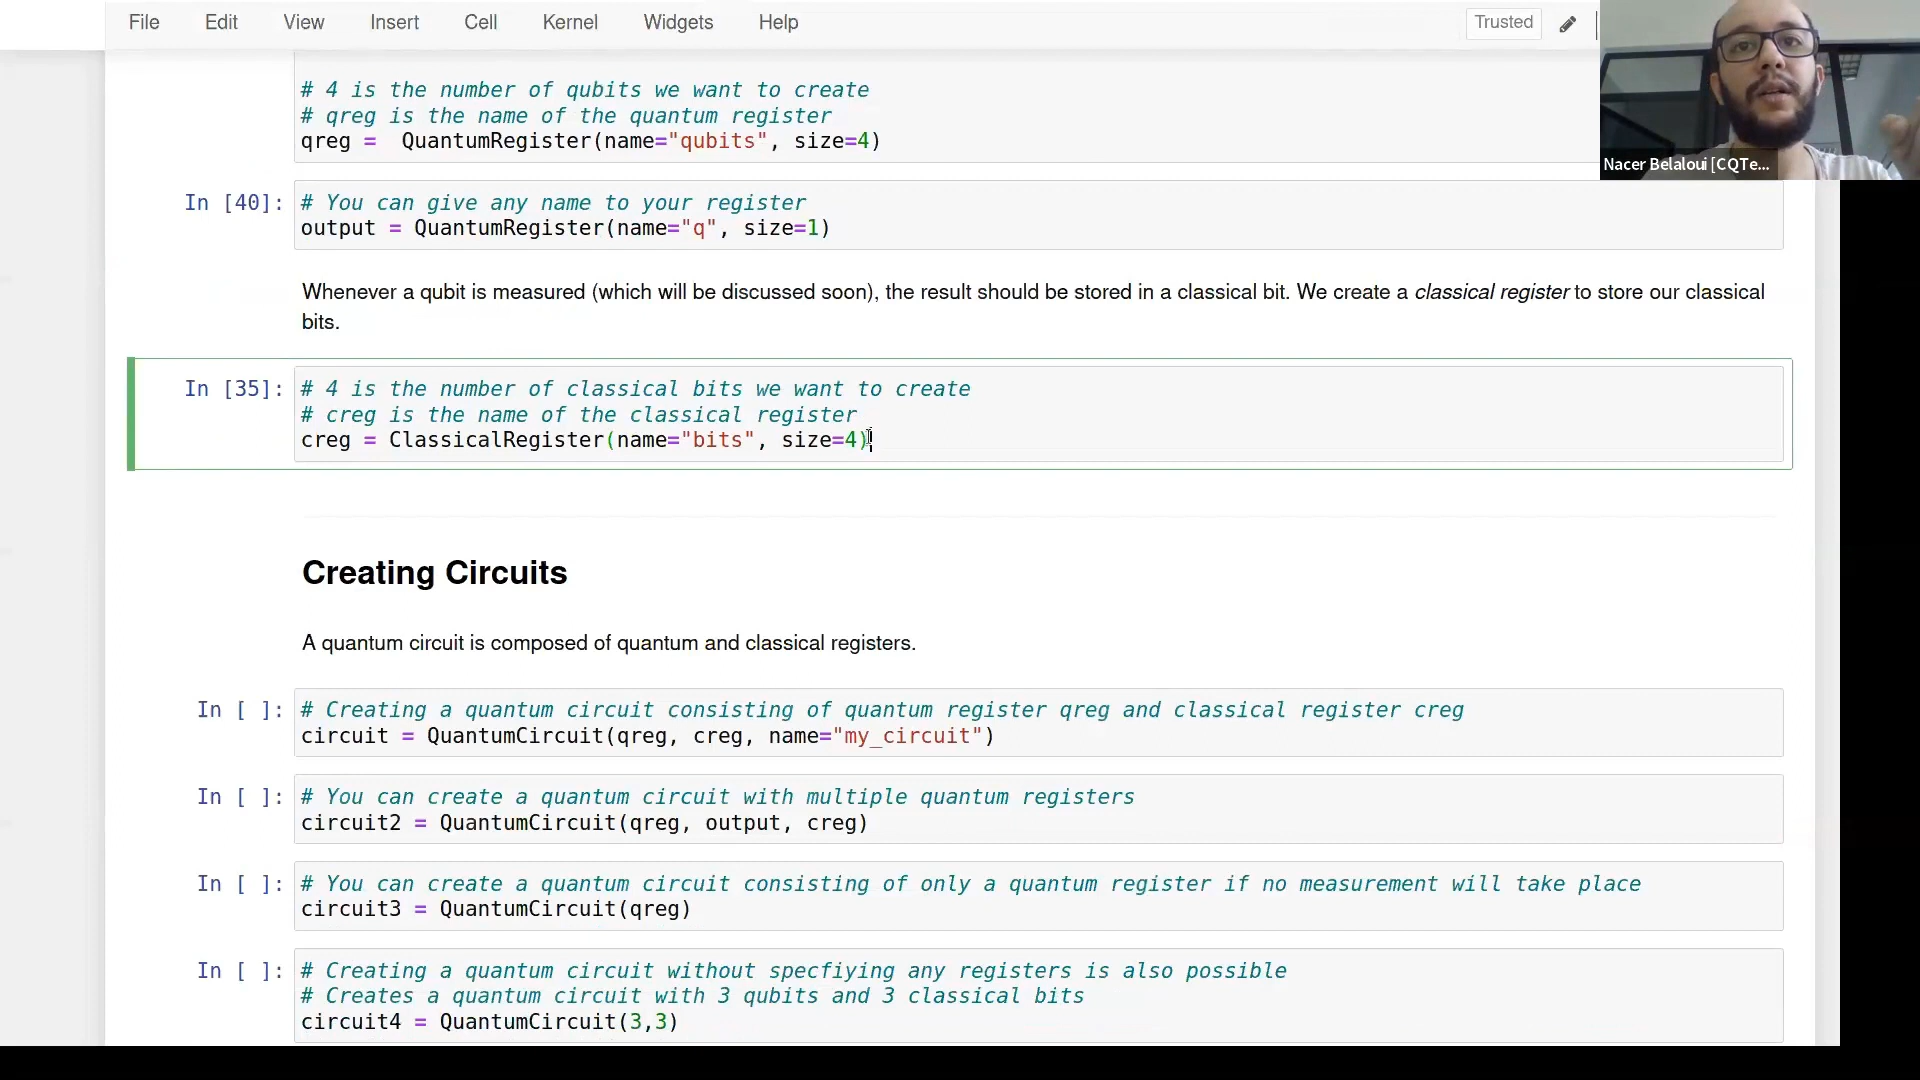 File Edit View Insert Cell Kernel Widgets Help Trusted
# 4 is the number of qubits we want to create
# qreg is the name of the quantum register
qreg =  QuantumRegister(name="qubits", size=4)
Nacer Belaloui [CQTe...
In [40]: # You can give any name to your register
output = QuantumRegister(name="q", size=1)
Whenever a qubit is measured (which will be discussed soon), the result should be stored in a classical bit. We create a classical register to store our classical
bits.
In [35]: # 4 is the number of classical bits we want to create
# creg is the name of the classical register
creg = ClassicalRegister(name="bits", size=4)
Creating Circuits
A quantum circuit is composed of quantum and classical registers.
In [ ]: # Creating a quantum circuit consisting of quantum register qreg and classical register creg
circuit = QuantumCircuit(qreg, creg, name="my_circuit")
In [ ]: # You can create a quantum circuit with multiple quantum registers
circuit2 = QuantumCircuit(qreg, output, creg)
In [ ]: # You can create a quantum circuit consisting of only a quantum register if no measurement will take place
circuit3 = QuantumCircuit(qreg)
In [ ]: # Creating a quantum circuit without specfiying any registers is also possible
# Creates a quantum circuit with 3 qubits and 3 classical bits
circuit4 = QuantumCircuit(3,3)